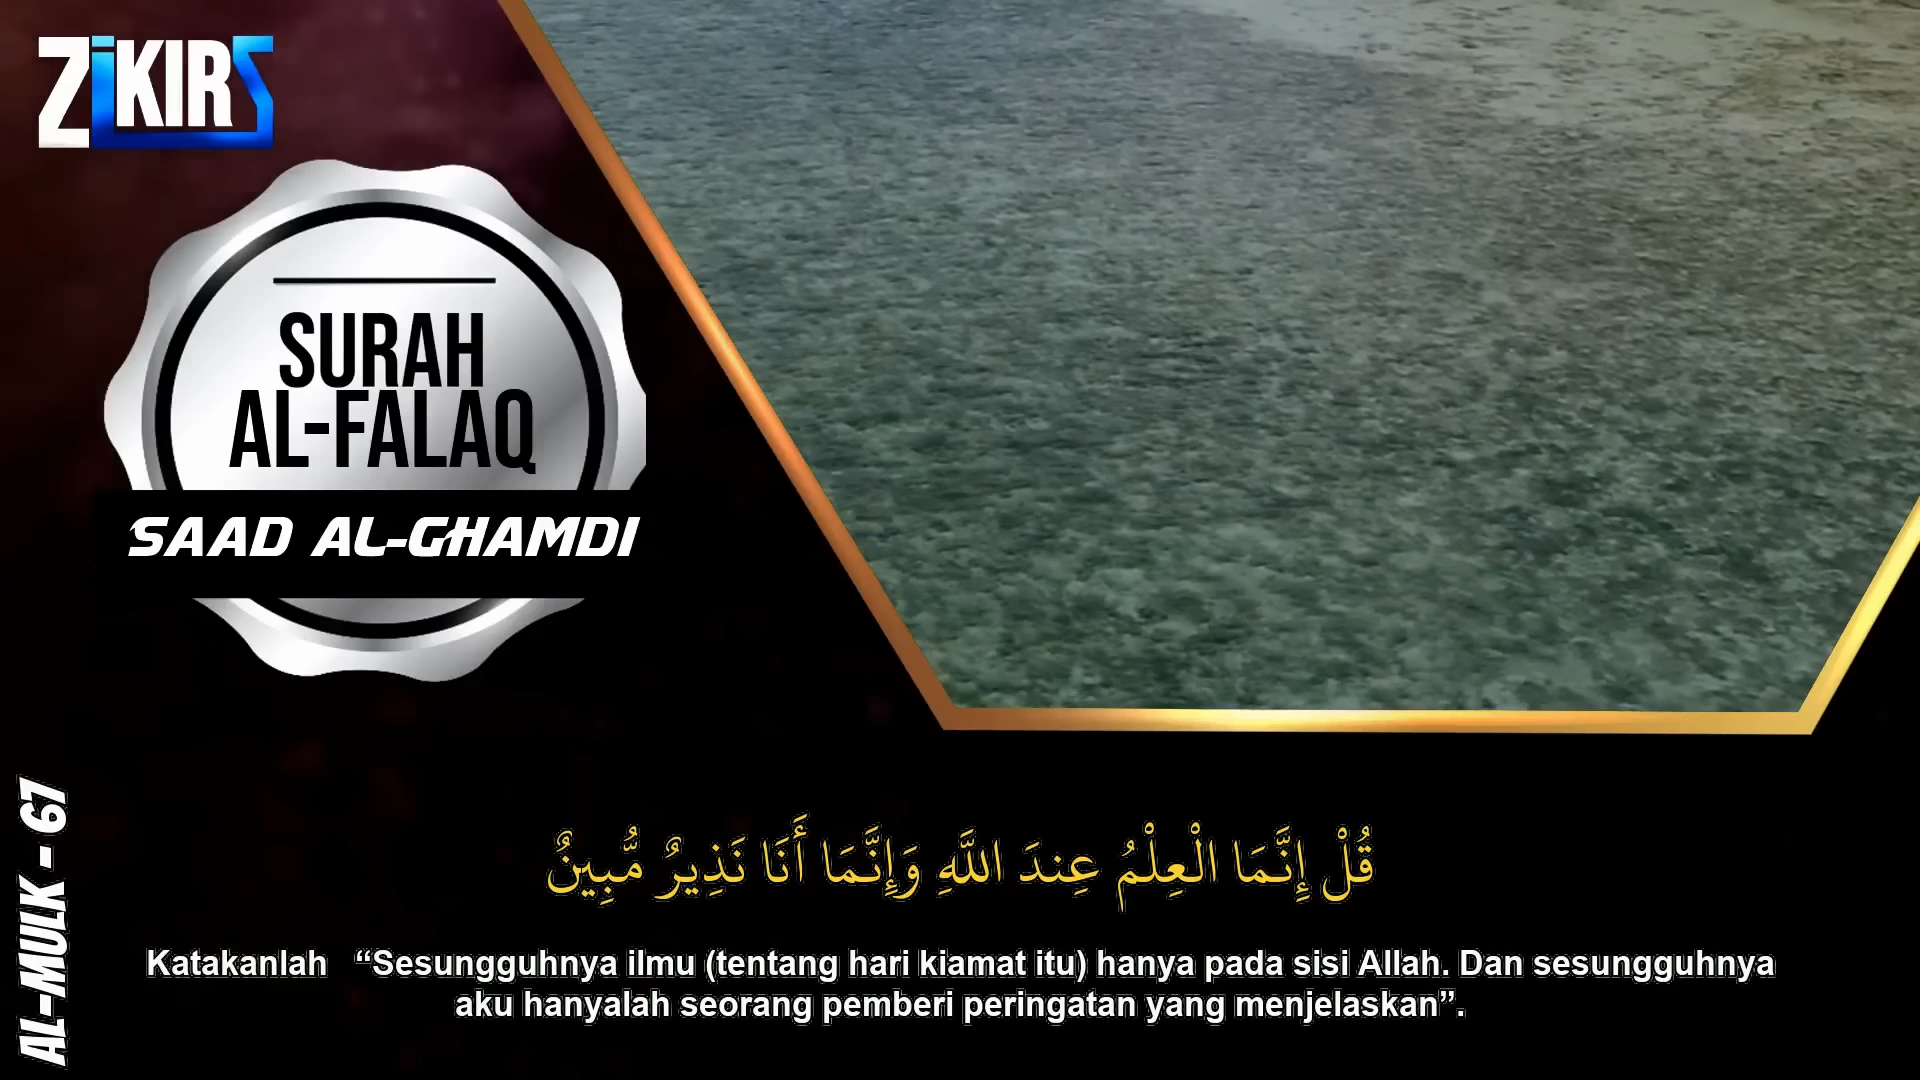 ZiKIRS
SURAH
AL-FALAQ
SAAD AL-GHAMDI
AL-MULK - 67
قُلْ إِنَّمَا الْعِلْمُ عِندَ اللَّهِ وَإِنَّمَا أَنَا نَذِيرٌ مُّبِينٌ
Katakanlah “Sesungguhnya ilmu (tentang hari kiamat itu) hanya pada sisi Allah. Dan sesungguhnya
aku hanyalah seorang pemberi peringatan yang menjelaskan”.